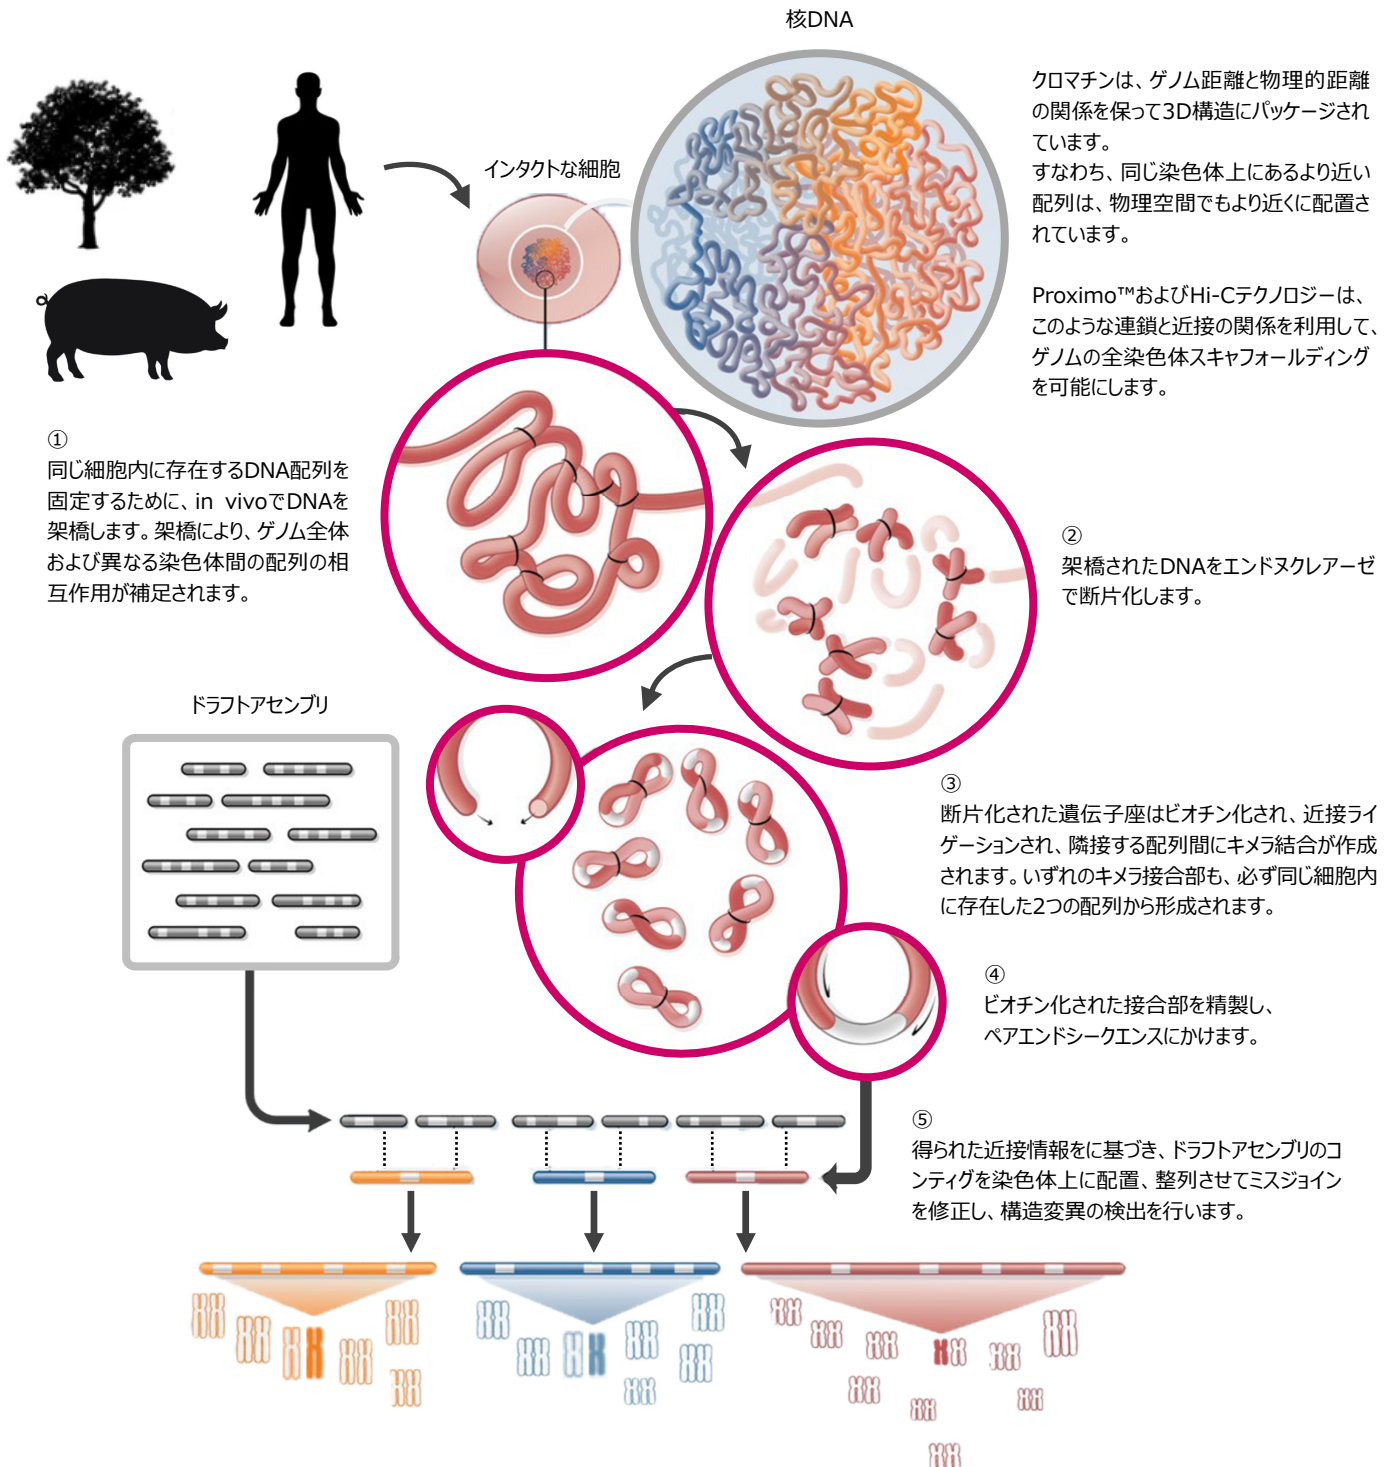 核DNA
クロマチンは、ゲノム距離と物理的距離
の関係を保って3D構造にパッケージされ
ています。
すなわち、同じ染色体上にあるより近い
配列は、物理空間でもより近くに配置さ
れています。
Proximo™およびHi-Cテクノロジーは、
このような連鎖と近接の関係を利用して、
ゲノムの全染色体スキャフォールディング
を可能にします。
インタクトな細胞
①
同じ細胞内に存在するDNA配列を
固定するために、in vivoでDNAを
架橋します。架橋により、ゲノム全体
および異なる染色体間の配列の相
互作用が補足されます。
②
架橋されたDNAをエンドヌクレアーゼ
で断片化します。
ドラフトアセンブリ
③
断片化された遺伝子座はビオチン化され、近接ライ
ゲーションされ、隣接する配列間にキメラ結合が作成
されます。いずれのキメラ接合部も、必ず同じ細胞内
に存在した2つの配列から形成されます。
④
ビオチン化された接合部を精製し、
ペアエンドシークエンスにかけます。
⑤
得られた近接情報をに基づき、ドラフトアセンブリのコ
ンティグを染色体上に配置、整列させてミスジョイン
を修正し、構造変異の検出を行います。